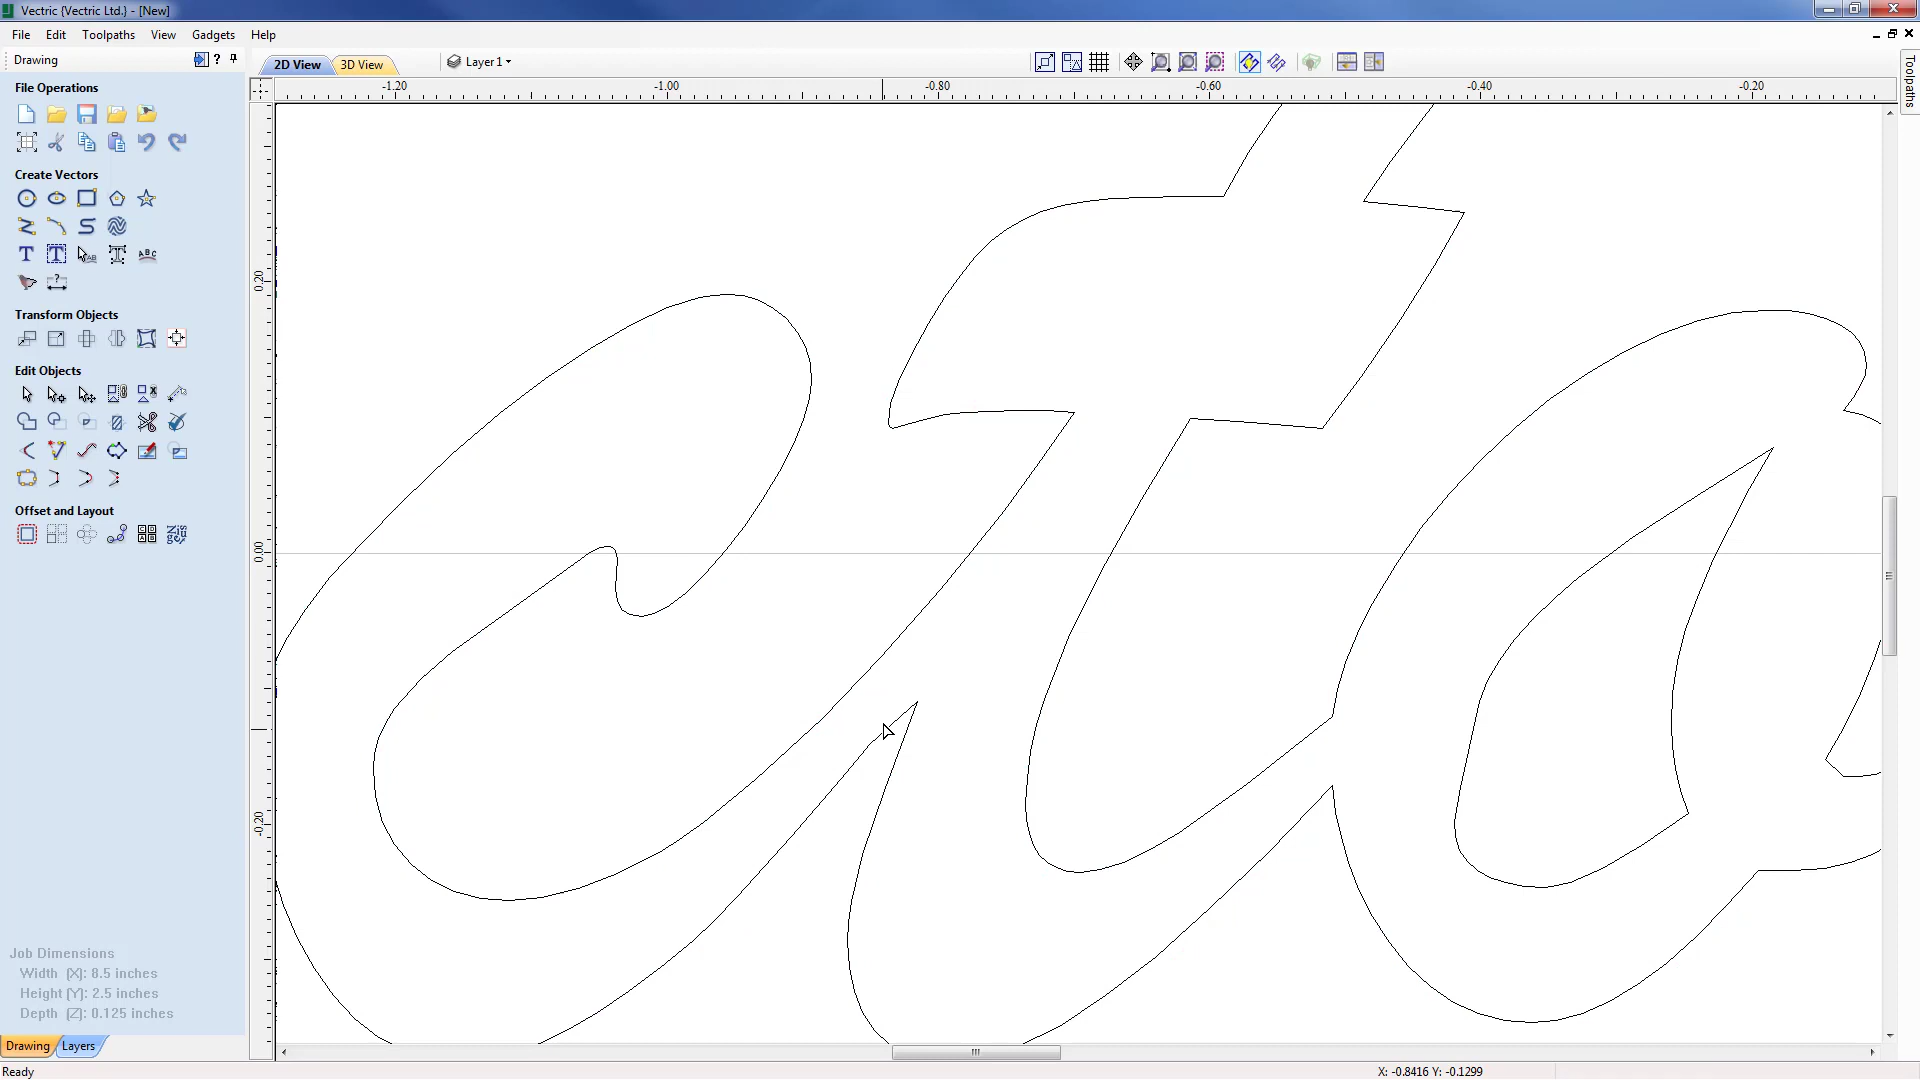 Vectric {Vectric Ltd.} - [New]
File Edit Toolpaths View Gadgets Help
Drawing
2D View 3D View Layer 1
File Operations
Create Vectors
Transform Objects
Edit Objects
Offset and Layout
-1.20 -1.00 -0.80 -0.60 -0.40 -0.20
0.20
0.00
-0.20
Toolpaths
Job Dimensions
Width (X): 8.5 inches
Height (Y): 2.5 inches
Depth (Z): 0.125 inches
Drawing Layers
Ready
X: -0.8416 Y: -0.1299